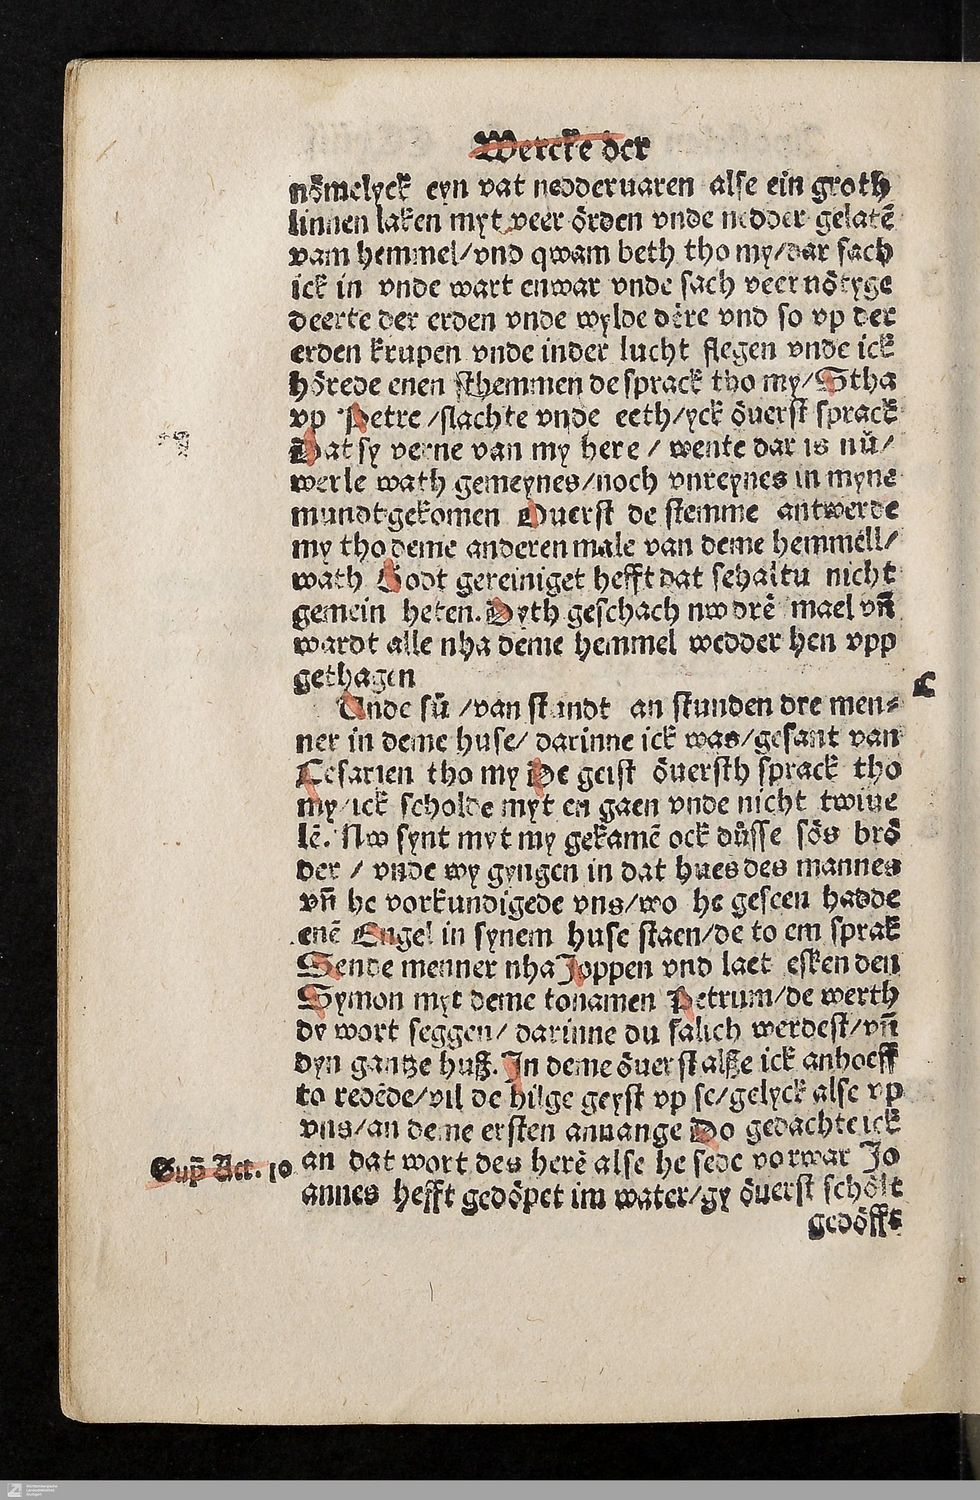 Wercke der
nömelyck eyn vat nedderuaren alse ein groth
linnen laken myt veer örden vnde nedder gelatē
vam hemmel/vnd qwam beth tho my/dar sach
ick in vnde wart enwar vnde sach veer nötyge
deerte der erden vnde wylde dēre vnd so vp der
erden krupen vnde inder lucht flegen vnde ick
hörede enen sthemmen de sprack tho my/Stha
vp Petre /slachte vnde eeth/yck öuerst sprack
Dat sy verne van my here / wente dar is nü/
werle wath gemeynes/noch vnreynes in mynē
mundt gekomen Ouerst de stemme antwerde
my tho deme anderen male van deme hemmell/
wath Godt gereiniget hefft dat schaltu nicht
gemein heten. Dyth geschach nw drē mael vn̄
wardt alle nha deme hemmel wedder hen vpp
gethagen
C
Vnde sü /van stundt an stunden dre men⸗
ner in deme huse/ darinne ick was/gesant van
Cesarien tho my De geist öuersth sprack tho
my/ick scholde myt en gaen vnde nicht twiue
lē. Nw synt myt my gekamē ock düsse sös brö
der / vnde wy gyngen in dat hues des mannes
vn̄ he vorkundigede vns/wo he geseen hadde
enē Engel in synem huse staen/de to em sprak
Sende menner nha Joppen vnd laet esken den
Symon myt deme tonamen Petrum/de werth
dy wort seggen/ darinne du salich werdest/vn̄
dyn gantze huß. In deme öuerst alße ick anhoeff
to redēde/vil de hilge geyst vp se/gelyck alse vp
vns/an deme ersten anuange Do gedachte ick
Sup̄ Act. 10
an dat wort des herē alse he sede vorwar Jo
annes hefft gedöpet im water/gy öuerst schölt
gedöfft